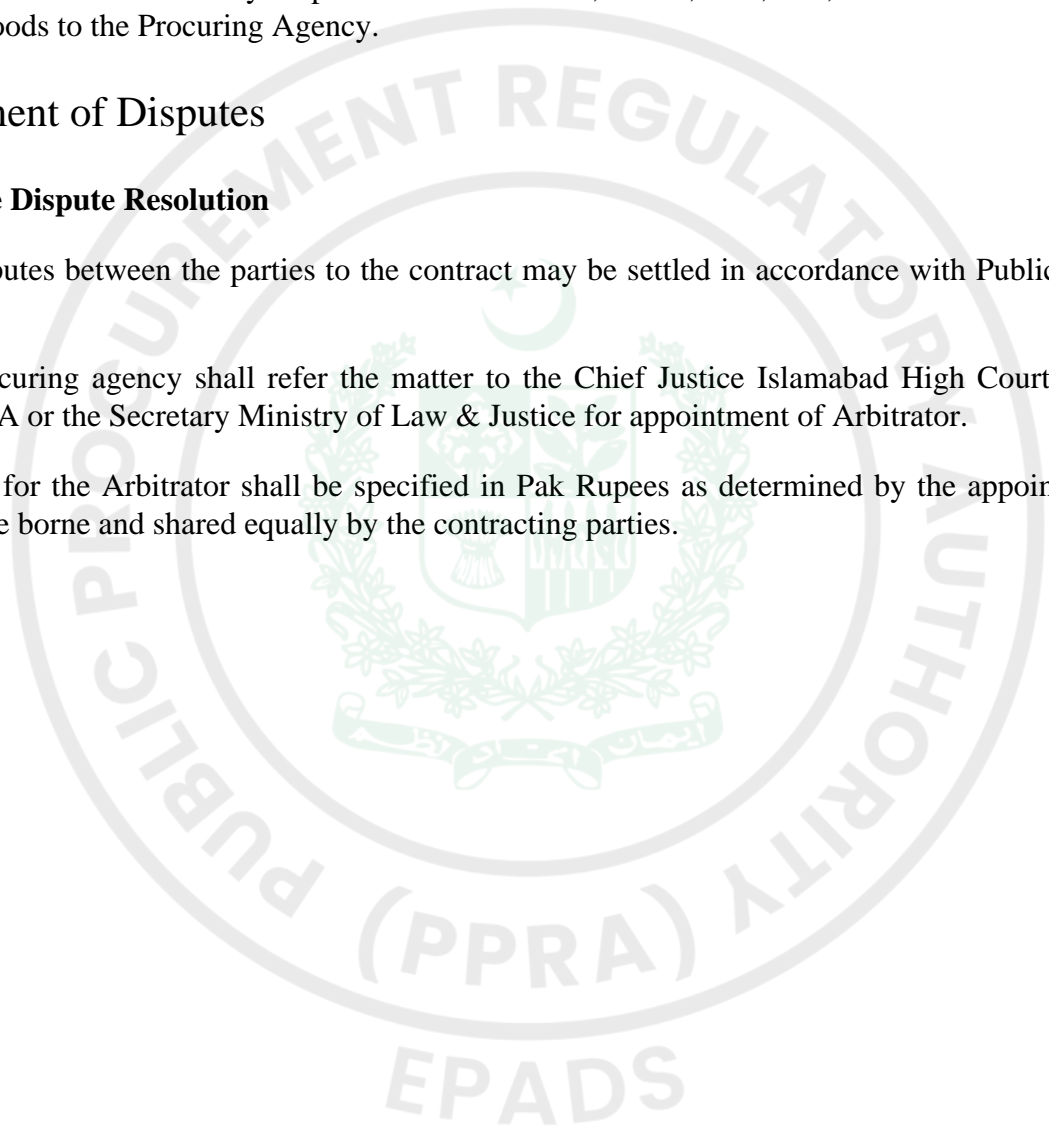 oods to the Procuring Agency.
nent of Disputes
e Dispute Resolution
outes between the parties to the contract may be settled in accordance with Public
curing agency shall refer the matter to the Chief Justice Islamabad High Court
A or the Secretary Ministry of Law & Justice for appointment of Arbitrator.
for the Arbitrator shall be specified in Pak Rupees as determined by the appoin
e borne and shared equally by the contracting parties.
PUBLIC PROCUREMENT REGULATORY AUTHORITY
(PPRA)
EPADS